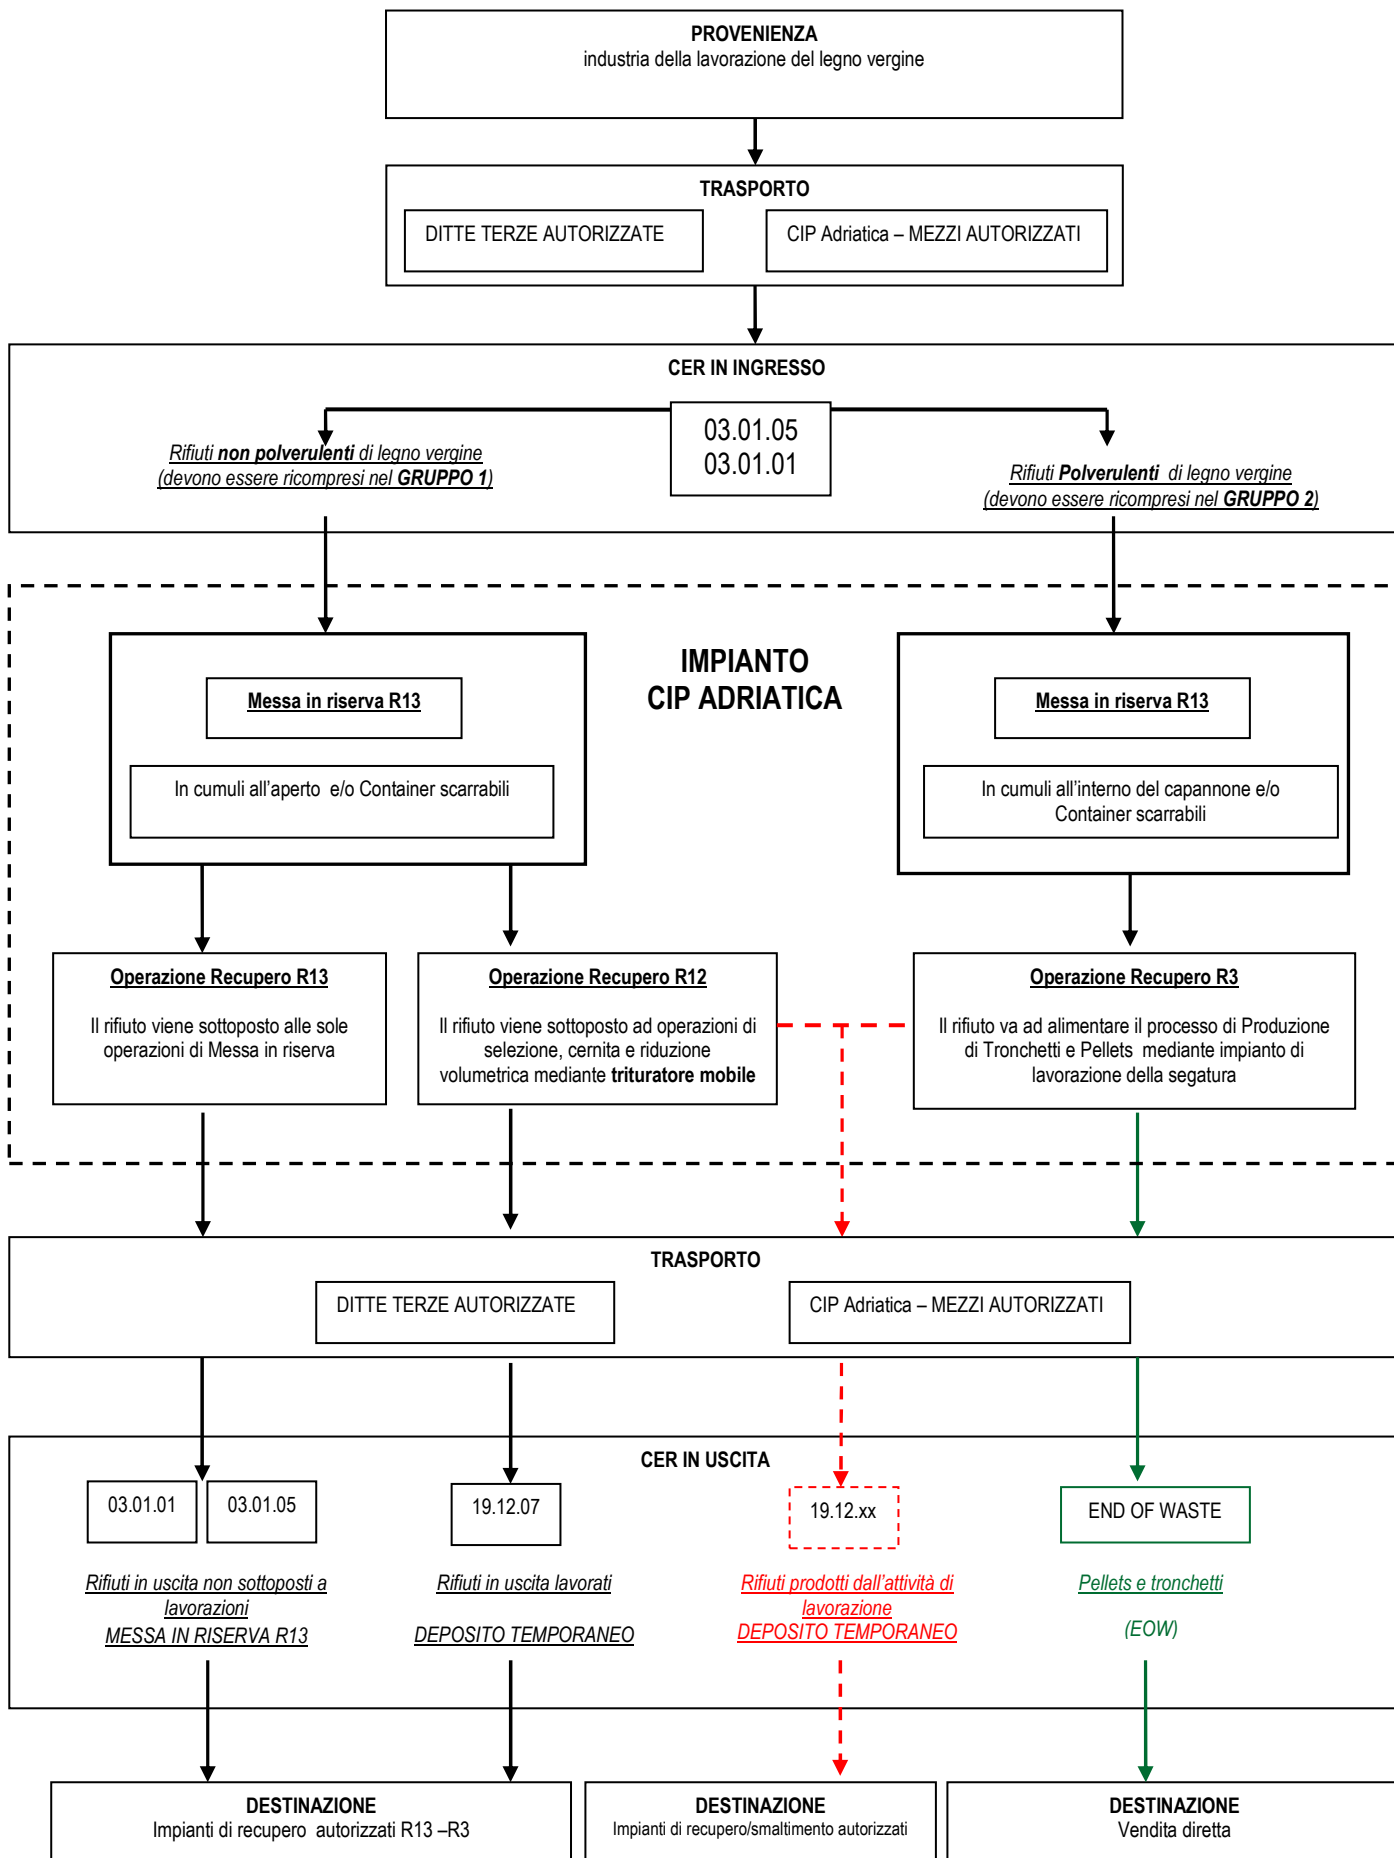 PROVENIENZA
industria della lavorazione del legno vergine
TRASPORTO
DITTE TERZE AUTORIZZATE
CIP Adriatica – MEZZI AUTORIZZATI
CER IN INGRESSO
03.01.05
03.01.01
Rifiuti non polverulenti di legno vergine
(devono essere ricompresi nel GRUPPO 1)
Rifiuti Polverulenti di legno vergine
(devono essere ricompresi nel GRUPPO 2)
IMPIANTO
CIP ADRIATICA
Messa in riserva R13
In cumuli all'aperto e/o Container scarrabili
Messa in riserva R13
In cumuli all'interno del capannone e/o
Container scarrabili
Operazione Recupero R13
Il rifiuto viene sottoposto alle sole
operazioni di Messa in riserva
Operazione Recupero R12
Il rifiuto viene sottoposto ad operazioni di
selezione, cernita e riduzione
volumetrica mediante trituratore mobile
Operazione Recupero R3
Il rifiuto va ad alimentare il processo di Produzione
di Tronchetti e Pellets mediante impianto di
lavorazione della segatura
TRASPORTO
DITTE TERZE AUTORIZZATE
CIP Adriatica – MEZZI AUTORIZZATI
CER IN USCITA
03.01.01
03.01.05
19.12.07
19.12.xx
END OF WASTE
Rifiuti in uscita non sottoposti a
lavorazioni
MESSA IN RISERVA R13
Rifiuti in uscita lavorati
DEPOSITO TEMPORANEO
Rifiuti prodotti dall'attività di
lavorazione
DEPOSITO TEMPORANEO
Pellets e tronchetti
(EOW)
DESTINAZIONE
Impianti di recupero autorizzati R13 –R3
DESTINAZIONE
Impianti di recupero/smaltimento autorizzati
DESTINAZIONE
Vendita diretta